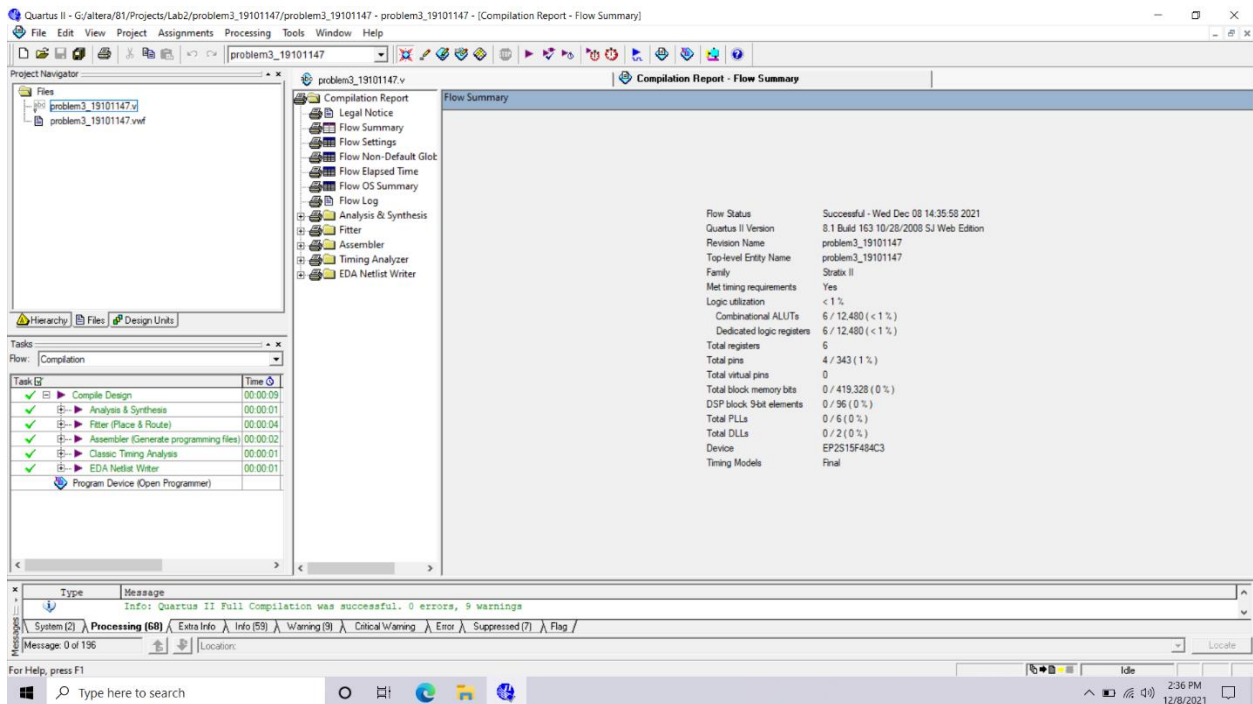 Quartus II - G:/altera/81/Projects/Lab2/problem3_19101147/problem3_19101147 - problem3_19101147 - [Compilation Report - Flow Summary]
File Edit View Project Assignments Processing Tools Window Help
problem3_19101147
Project Navigator
Files
problem3_19101147.v
problem3_19101147.vwf
Hierarchy Files Design Units
Tasks
Flow: Compilation
Task Time
Compile Design 00:00:09
Analysis & Synthesis 00:00:01
Fitter (Place & Route) 00:00:04
Assembler (Generate programming files) 00:00:02
Classic Timing Analysis 00:00:01
EDA Netlist Writer 00:00:01
Program Device (Open Programmer)
problem3_19101147.v Compilation Report - Flow Summary
Compilation Report
Legal Notice
Flow Summary
Flow Settings
Flow Non-Default Glob
Flow Elapsed Time
Flow OS Summary
Flow Log
Analysis & Synthesis
Fitter
Assembler
Timing Analyzer
EDA Netlist Writer
Flow Summary
Flow Status Successful - Wed Dec 08 14:35:58 2021
Quartus II Version 8.1 Build 163 10/28/2008 SJ Web Edition
Revision Name problem3_19101147
Top-level Entity Name problem3_19101147
Family Stratix II
Met timing requirements Yes
Logic utilization < 1 %
Combinational ALUTs 6 / 12,480 ( < 1 % )
Dedicated logic registers 6 / 12,480 ( < 1 % )
Total registers 6
Total pins 4 / 343 ( 1 % )
Total virtual pins 0
Total block memory bits 0 / 419,328 ( 0 % )
DSP block 9-bit elements 0 / 96 ( 0 % )
Total PLLs 0 / 6 ( 0 % )
Total DLLs 0 / 2 ( 0 % )
Device EP2S15F484C3
Timing Models Final
Type Message
Info: Quartus II Full Compilation was successful. 0 errors, 9 warnings
System (2) Processing (68) Extra Info Info (59) Warning (9) Critical Warning Error Suppressed (7) Flag
Messages
Message: 0 of 196 Location: Locate
For Help, press F1 Idle
Type here to search
2:36 PM
12/8/2021